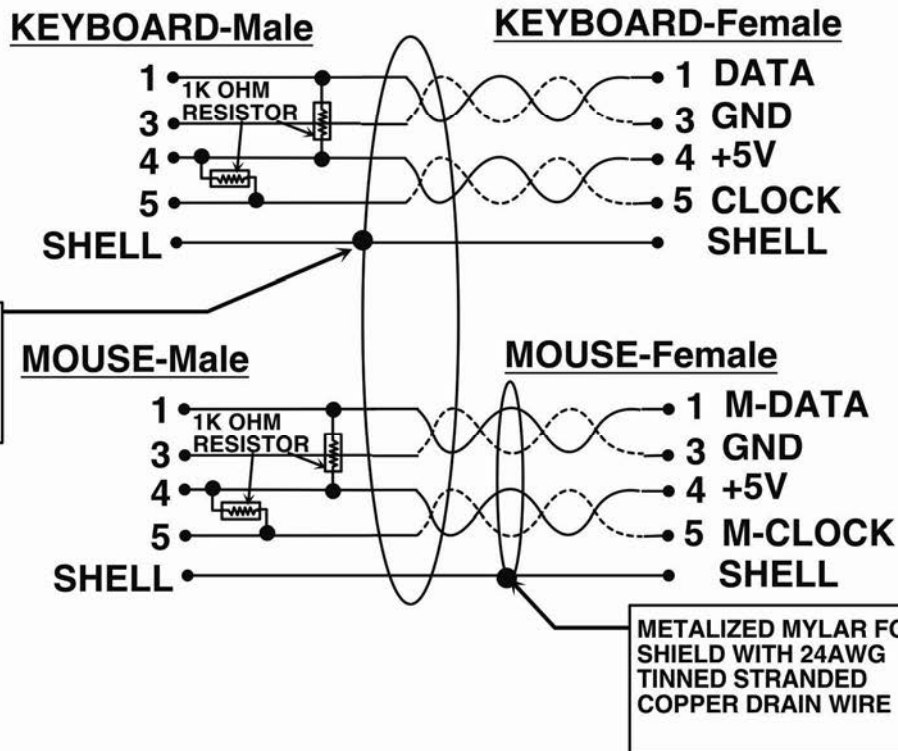 KEYBOARD-Male
KEYBOARD-Female
1
1 DATA
1K OHM
RESISTOR
3
3 GND
4
4 +5V
5
5 CLOCK
SHELL
SHELL
MOUSE-Male
MOUSE-Female
1
1 M-DATA
1K OHM
RESISTOR
3
3 GND
4
4 +5V
5
5 M-CLOCK
SHELL
SHELL
METALIZED MYLAR FO
SHIELD WITH 24AWG
TINNED STRANDED
COPPER DRAIN WIRE